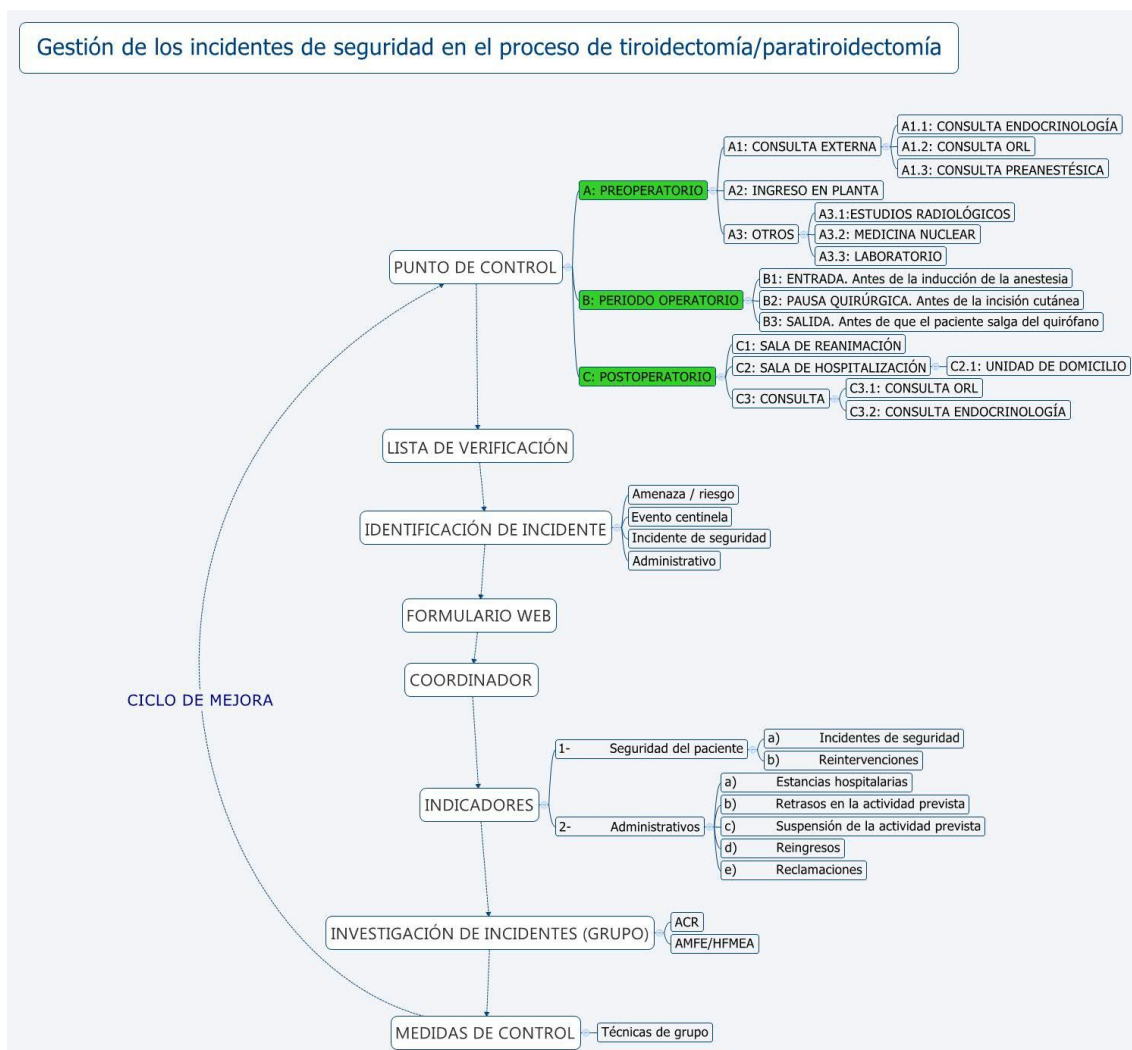 Gestión de los incidentes de seguridad en el proceso de tiroidectomía/paratiroidectomía
PUNTO DE CONTROL
A: PREOPERATORIO
A1: CONSULTA EXTERNA
A1.1: CONSULTA ENDOCRINOLOGÍA
A1.2: CONSULTA ORL
A1.3: CONSULTA PREANESTÉSICA
A2: INGRESO EN PLANTA
A3: OTROS
A3.1:ESTUDIOS RADIOLÓGICOS
A3.2: MEDICINA NUCLEAR
A3.3: LABORATORIO
B: PERIODO OPERATORIO
B1: ENTRADA. Antes de la inducción de la anestesia
B2: PAUSA QUIRÚRGICA. Antes de la incisión cutánea
B3: SALIDA. Antes de que el paciente salga del quirófano
C: POSTOPERATORIO
C1: SALA DE REANIMACIÓN
C2: SALA DE HOSPITALIZACIÓN
C2.1: UNIDAD DE DOMICILIO
C3: CONSULTA
C3.1: CONSULTA ORL
C3.2: CONSULTA ENDOCRINOLOGÍA
LISTA DE VERIFICACIÓN
IDENTIFICACIÓN DE INCIDENTE
Amenaza / riesgo
Evento centinela
Incidente de seguridad
Administrativo
FORMULARIO WEB
COORDINADOR
CICLO DE MEJORA
INDICADORES
1- Seguridad del paciente
a) Incidentes de seguridad
b) Reintervenciones
2- Administrativos
a) Estancias hospitalarias
b) Retrasos en la actividad prevista
c) Suspensión de la actividad prevista
d) Reingresos
e) Reclamaciones
INVESTIGACIÓN DE INCIDENTES (GRUPO)
ACR
AMFE/HFMEA
MEDIDAS DE CONTROL
Técnicas de grupo